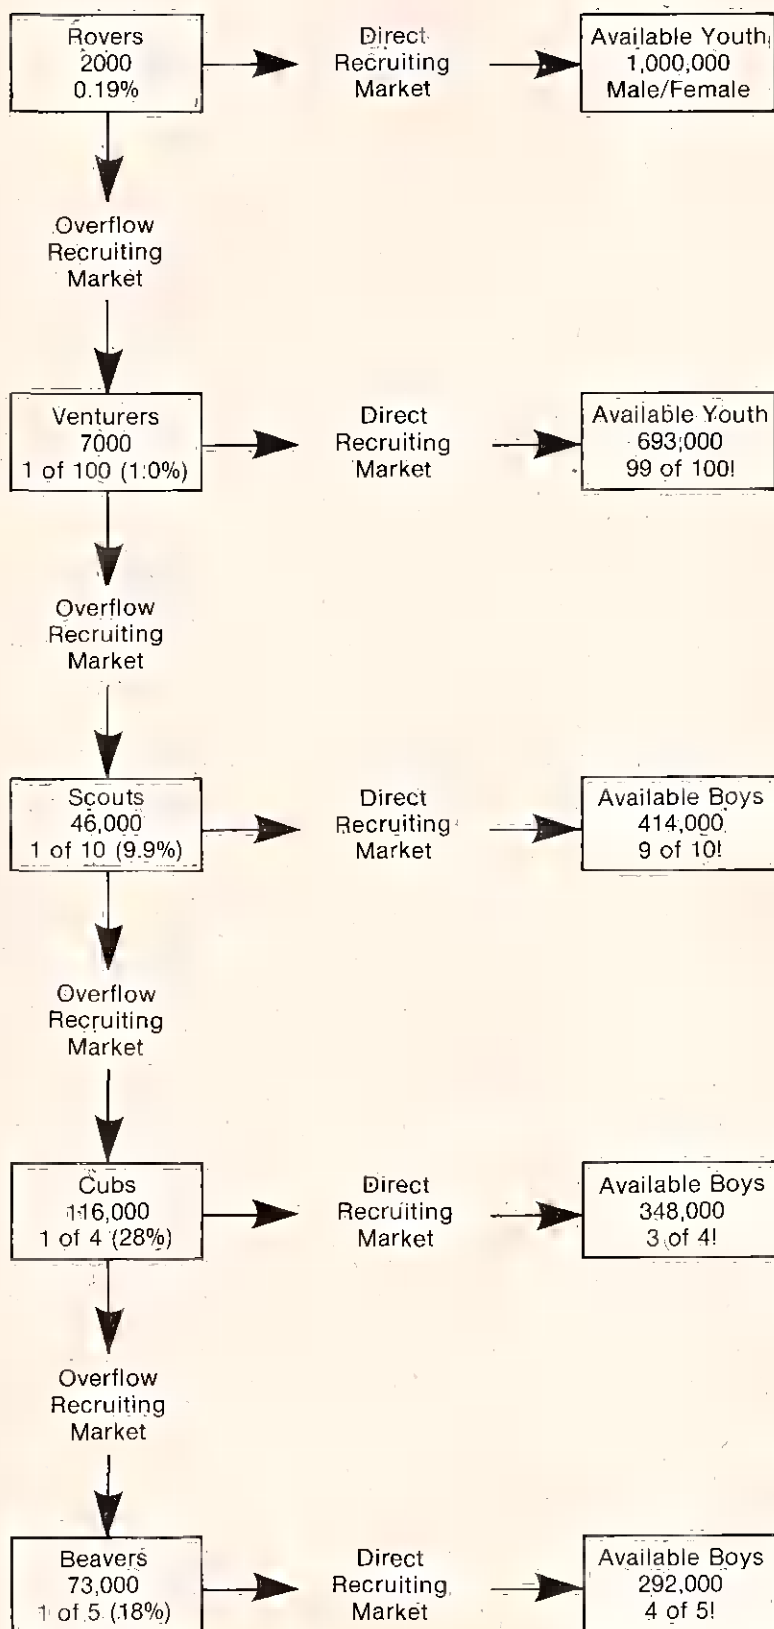 Rovers
2000
0.19%
Direct
Recruiting
Market
Available Youth
1,000,000
Male/Female
Overflow
Recruiting
Market
Venturers
7000
1 of 100 (1.0%)
Direct
Recruiting
Market
Available Youth
693,000
99 of 100!
Overflow
Recruiting
Market
Scouts
46,000
1 of 10 (9.9%)
Direct
Recruiting
Market
Available Boys
414,000
9 of 10!
Overflow
Recruiting
Market
Cubs
116,000
1 of 4 (28%)
Direct
Recruiting
Market
Available Boys
348,000
3 of 4!
Overflow
Recruiting
Market
Beavers
73,000
1 of 5 (18%)
Direct
Recruiting
Market
Available Boys
292,000
4 of 5!